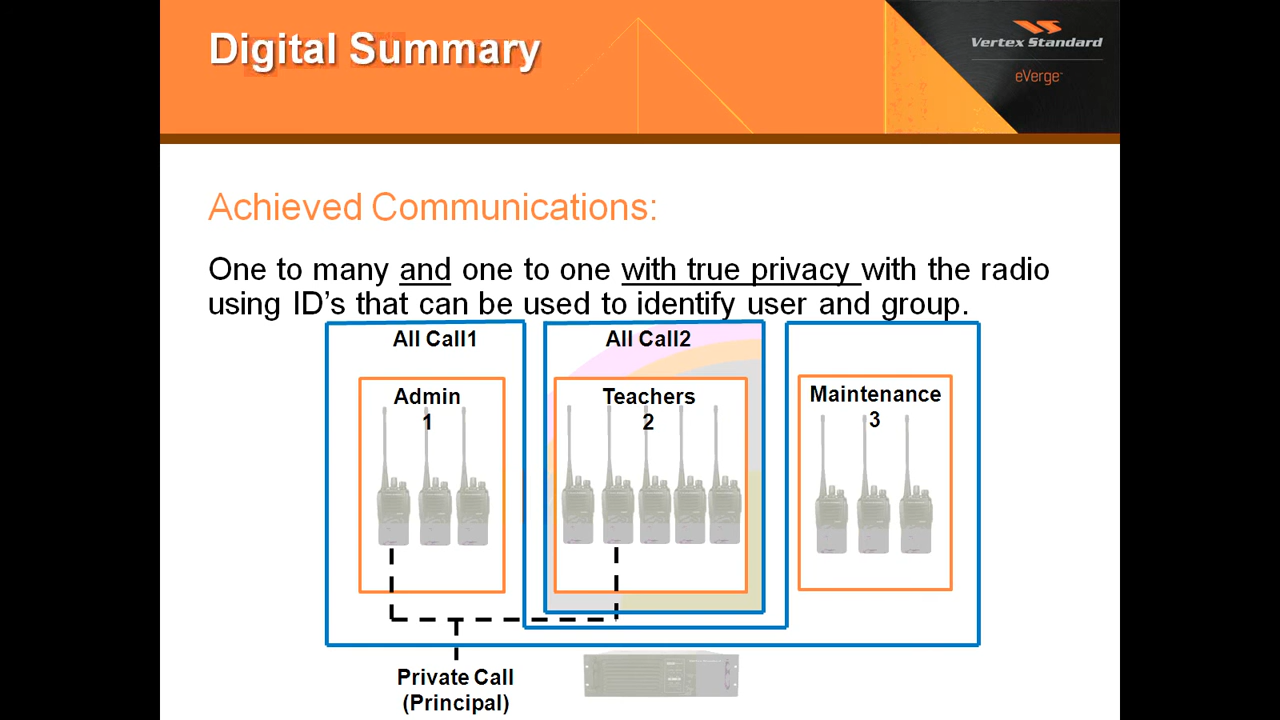 Digital Summary
Vertex Standard
eVerge™
Achieved Communications:
One to many and one to one with true privacy with the radio
using ID’s that can be used to identify user and group.
All Call1
All Call2
Admin
1
Teachers
2
Maintenance
3
Private Call
(Principal)